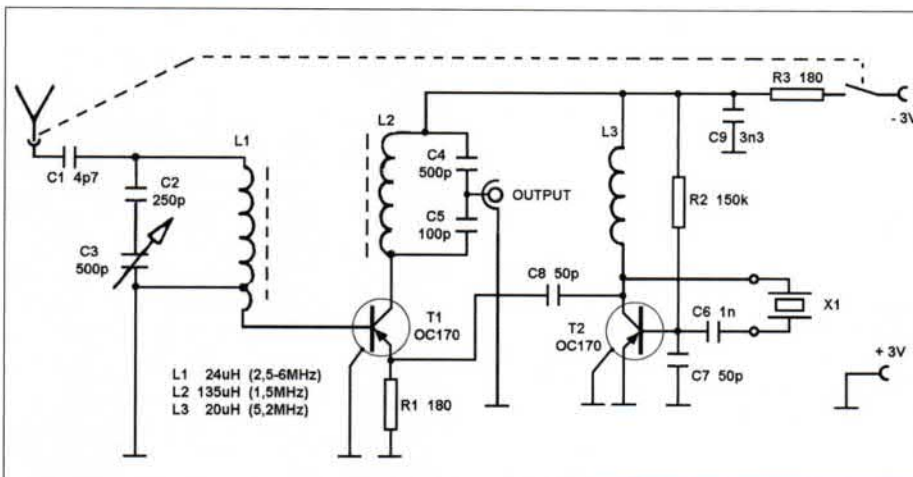 R3 180
- 3V
L1
L2
L3
C9 3n3
C1 4p7
C2
250p
C4
500p
OUTPUT
R2 150k
C3
500p
C5
100p
C8 50p
X1
T1
OC170
T2
OC170
C6 1n
C7 50p
+ 3V
L1 24uH (2,5-6MHz)
L2 135uH (1,5MHz)
L3 20uH (5,2MHz)
R1 180